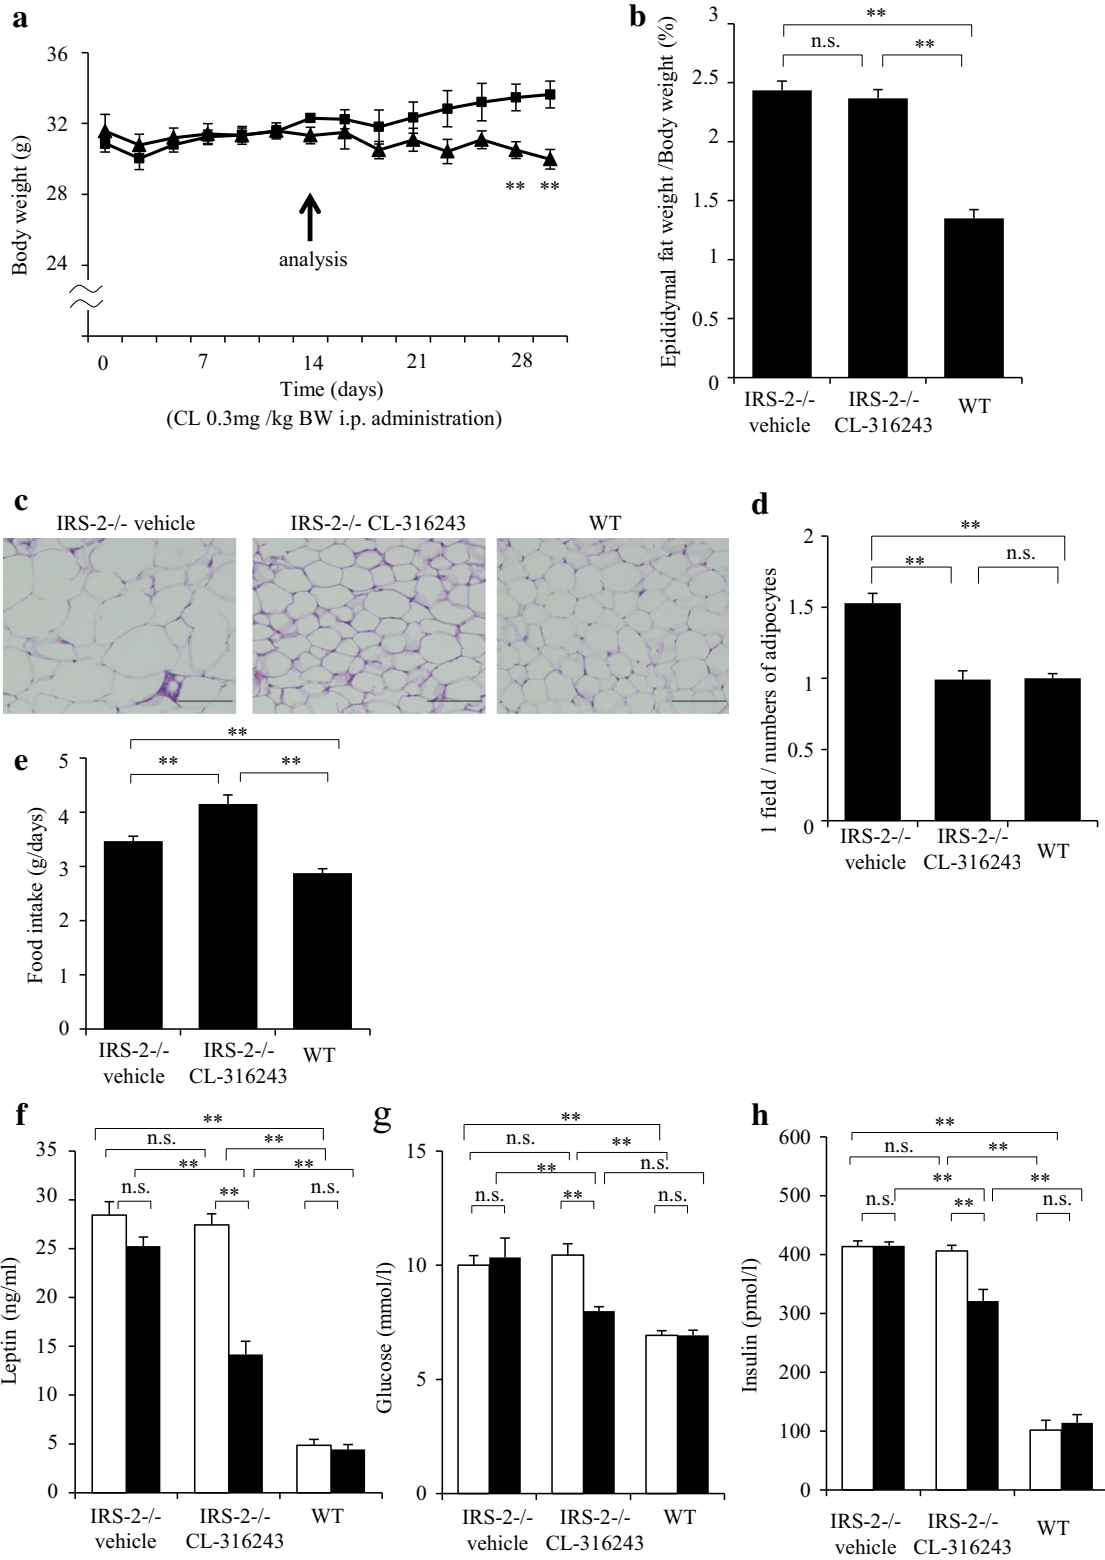 a
36
32
28
24
Body weight (g)
** **
analysis
0 7 14 21 28
Time (days)
(CL 0.3mg /kg BW i.p. administration)
b
3
2.5
2
1.5
1
0.5
0
Epididymal fat weight /Body weight (%)
**
n.s.
**
IRS-2-/- vehicle
IRS-2-/- CL-316243
WT
c
IRS-2-/- vehicle
IRS-2-/- CL-316243
WT
d
2
1.5
1
0.5
0
1 field / numbers of adipocytes
**
**
n.s.
IRS-2-/- vehicle
IRS-2-/- CL-316243
WT
e
5
4
3
2
1
0
Food intake (g/days)
**
**
**
IRS-2-/- vehicle
IRS-2-/- CL-316243
WT
f
35
30
25
20
15
10
5
0
Leptin (ng/ml)
**
n.s.
**
**
**
n.s.
**
n.s.
IRS-2-/- vehicle
IRS-2-/- CL-316243
WT
g
15
10
5
0
Glucose (mmol/l)
**
n.s.
**
**
n.s.
n.s.
**
n.s.
IRS-2-/- vehicle
IRS-2-/- CL-316243
WT
h
600
500
400
300
200
100
0
Insulin (pmol/l)
**
n.s.
**
**
**
n.s.
**
n.s.
IRS-2-/- vehicle
IRS-2-/- CL-316243
WT